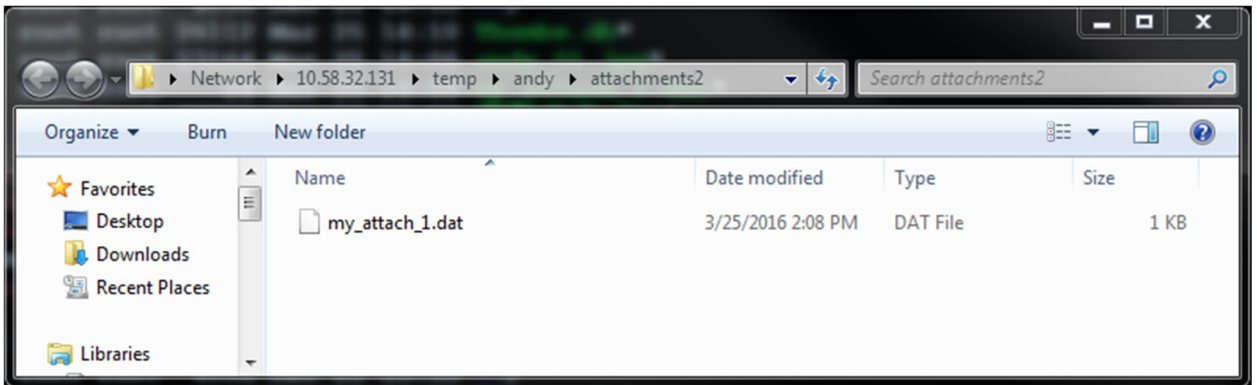 Network ▸ 10.58.32.131 ▸ temp ▸ andy ▸ attachments2
Search attachments2
Organize
Burn
New folder
Name
Date modified
Type
Size
my_attach_1.dat
3/25/2016 2:08 PM
DAT File
1 KB
Favorites
Desktop
Downloads
Recent Places
Libraries